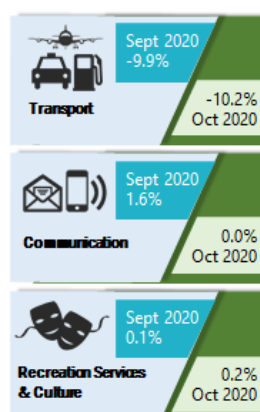 Sept 2020
-9.9%
Transport
-10.2%
Oct 2020
Sept 2020
1.6%
Communication
0.0%
Oct 2020
Sept 2020
0.1%
Recreation Services
& Culture
0.2%
Oct 2020